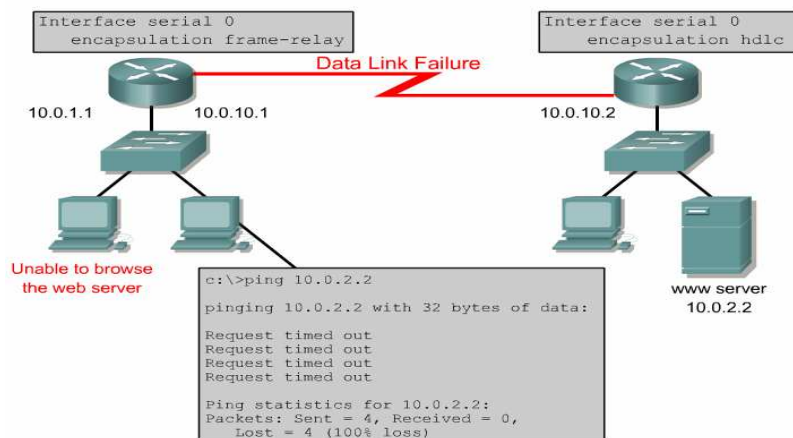 Interface serial 0
encapsulation frame-relay
Interface serial 0
encapsulation hdlc
Data Link Failure
10.0.1.1
10.0.10.1
10.0.10.2
Unable to browse
the web server
www server
10.0.2.2
c:\>ping 10.0.2.2
pinging 10.0.2.2 with 32 bytes of data:
Request timed out
Request timed out
Request timed out
Request timed out
Ping statistics for 10.0.2.2:
Packets: Sent = 4, Received = 0,
Lost = 4 (100% loss)